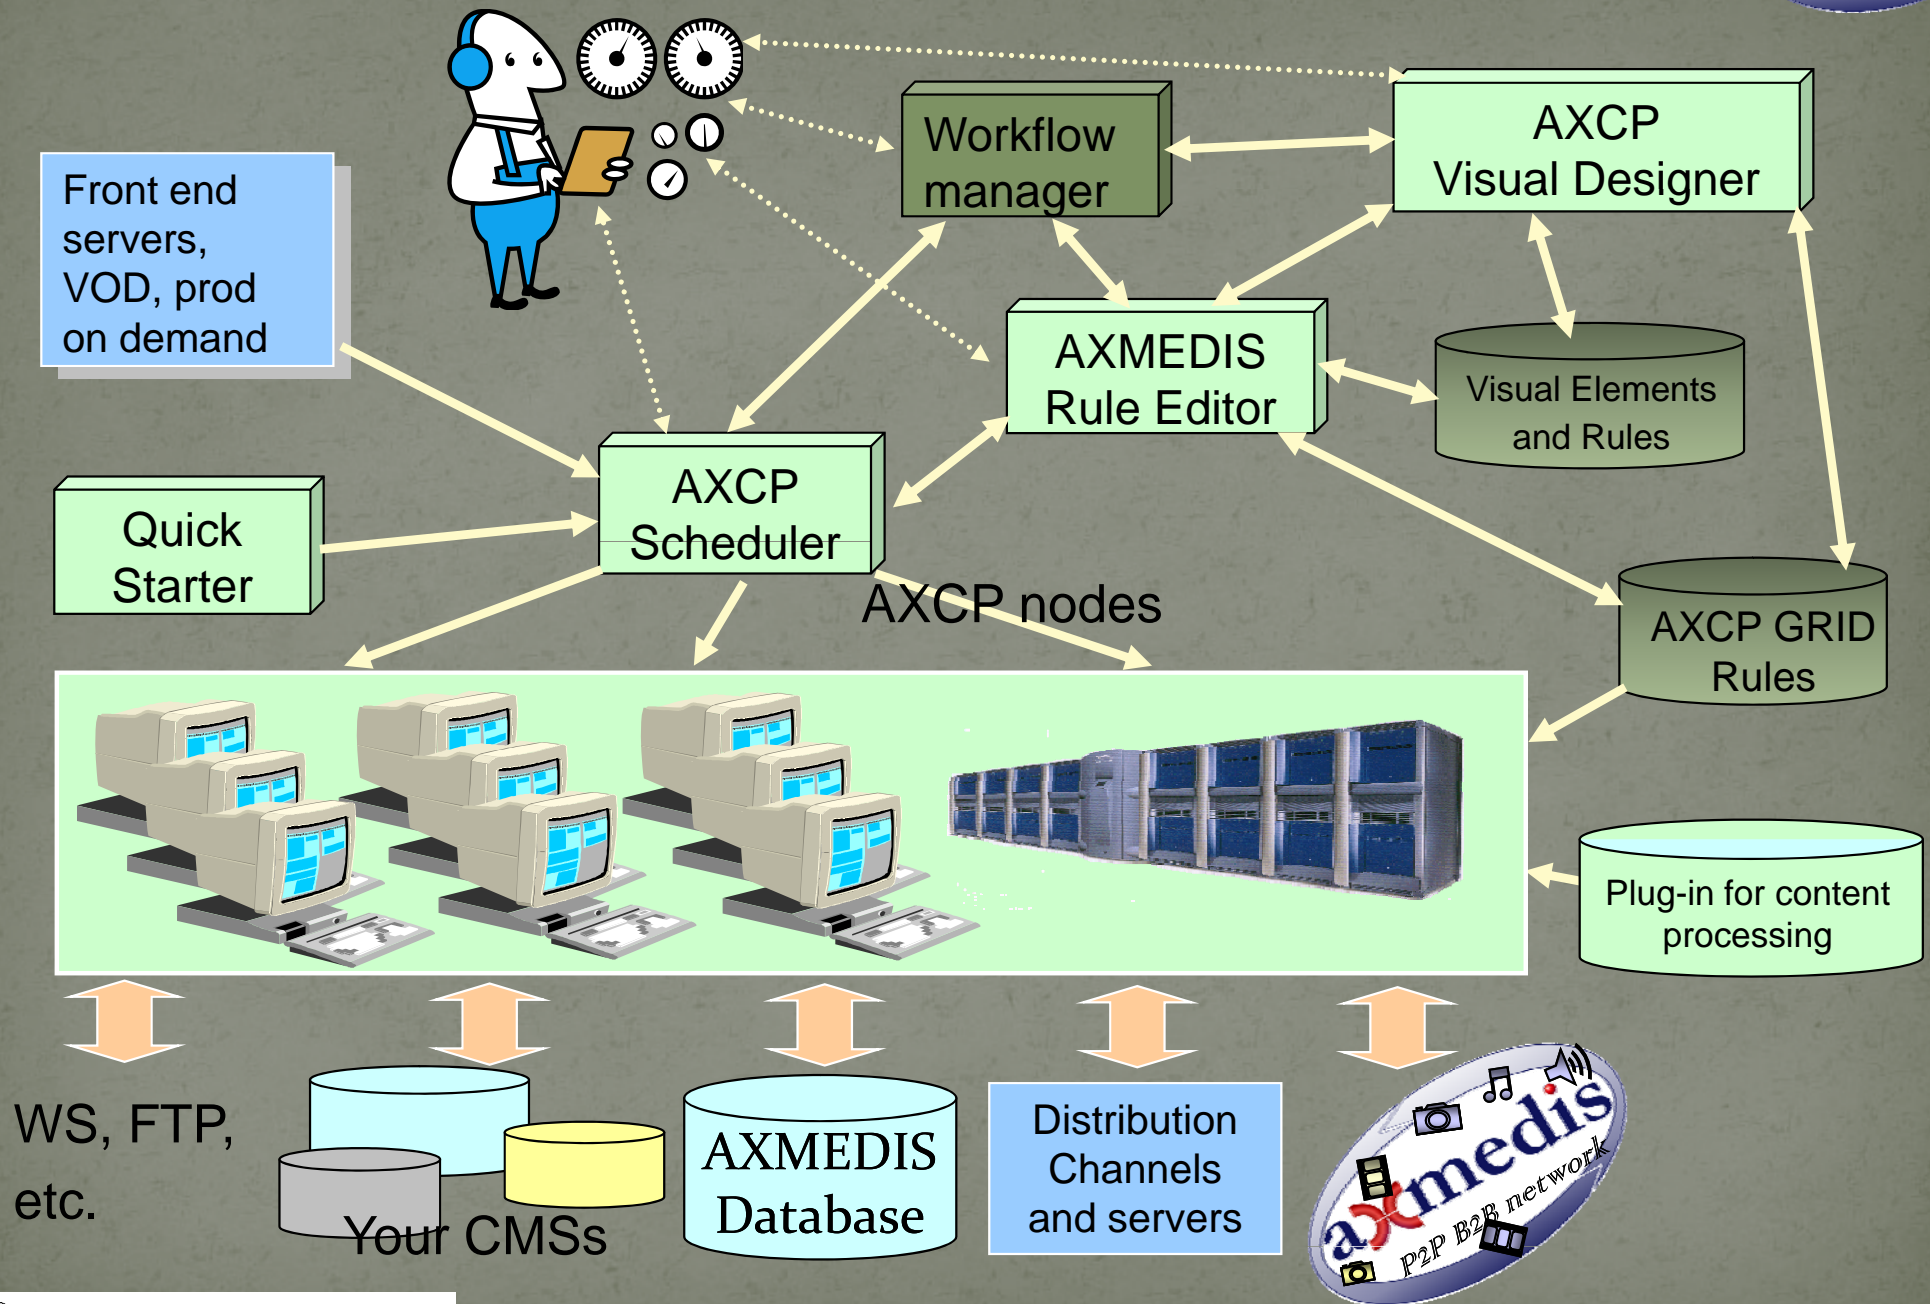 Workflow
manager
AXCP
Visual Designer
Front end
servers,
VOD, prod
on demand
AXMEDIS
Rule Editor
Visual Elements
and Rules
AXCP
Scheduler
Quick
Starter
AXCP nodes
AXCP GRID
Rules
Plug-in for content
processing
WS, FTP,
etc.
Your CMSs
AXMEDIS
Database
Distribution
Channels
and servers
axmedis
P2P B2B network